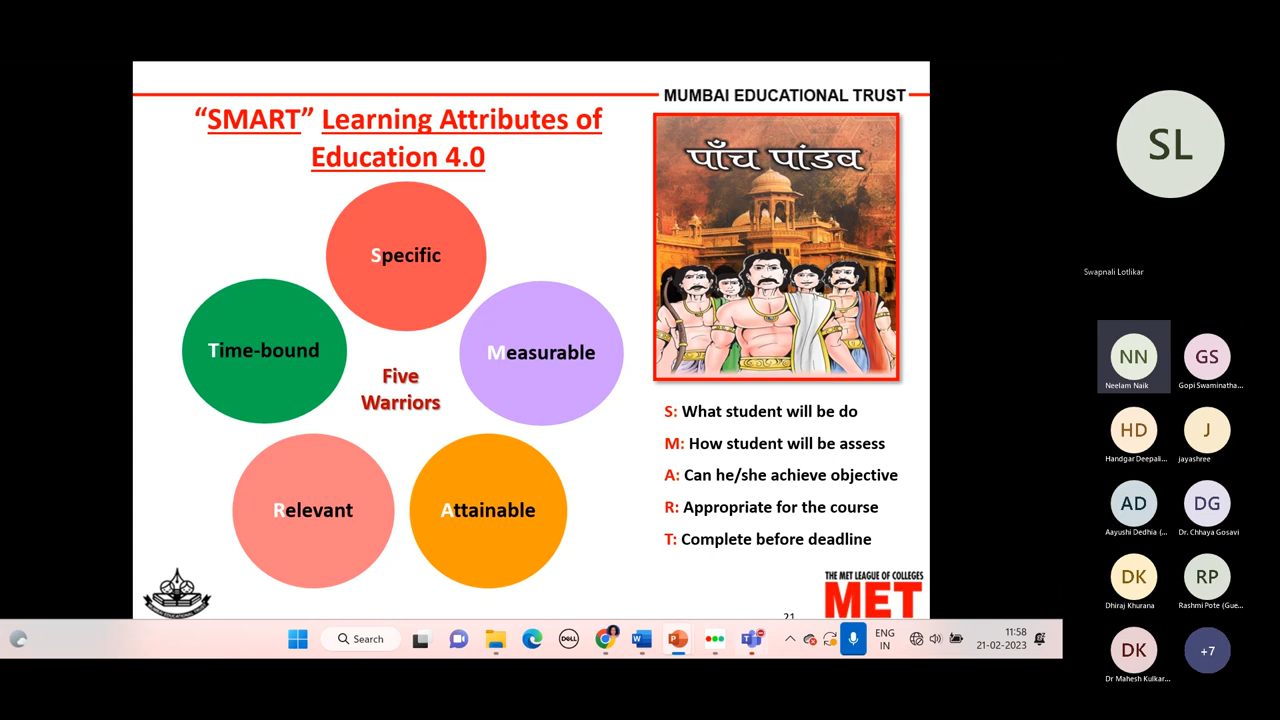 MUMBAI EDUCATIONAL TRUST
“SMART” Learning Attributes of
Education 4.0
पाँच पांडव
Specific
Time-bound
Measurable
Five
Warriors
Relevant
Attainable
S: What student will be do
M: How student will be assess
A: Can he/she achieve objective
R: Appropriate for the course
T: Complete before deadline
THE MET LEAGUE OF COLLEGES
MET
21
Search
DELL
ENG
IN
11:58
21-02-2023
SL
Swapnali Lotlikar
NN
Neelam Naik
GS
Gopi Swaminatha...
HD
Handgar Deepali...
J
jayashree
AD
Aayushi Dedhia (...
DG
Dr. Chhaya Gosavi
DK
Dhiraj Khurana
RP
Rashmi Pote (Gue...
DK
Dr Mahesh Kulkar...
+7